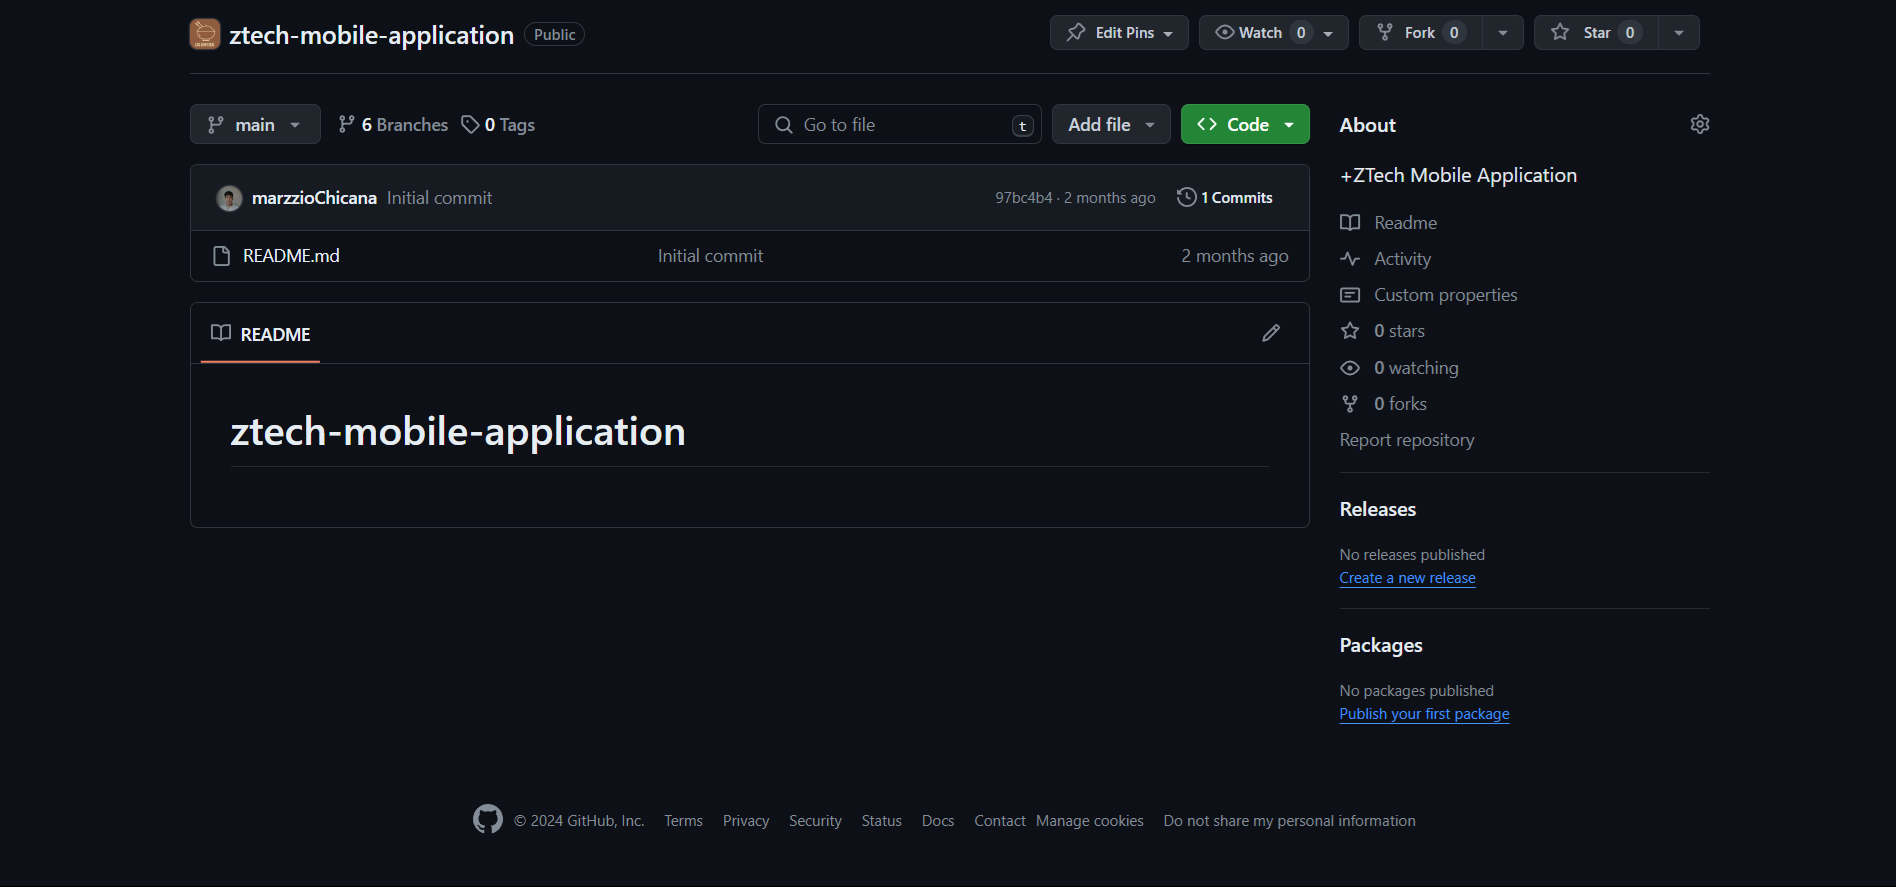 ztech-mobile-application Public Edit Pins Watch 0 Fork 0 Star 0
main 6 Branches 0 Tags Go to file t Add file Code
marzzioChicana Initial commit 97bc4b4 · 2 months ago 1 Commits
README.md Initial commit 2 months ago
README
ztech-mobile-application
About
+ZTech Mobile Application
Readme
Activity
Custom properties
0 stars
0 watching
0 forks
Report repository
Releases
No releases published
Create a new release
Packages
No packages published
Publish your first package
© 2024 GitHub, Inc. Terms Privacy Security Status Docs Contact Manage cookies Do not share my personal information